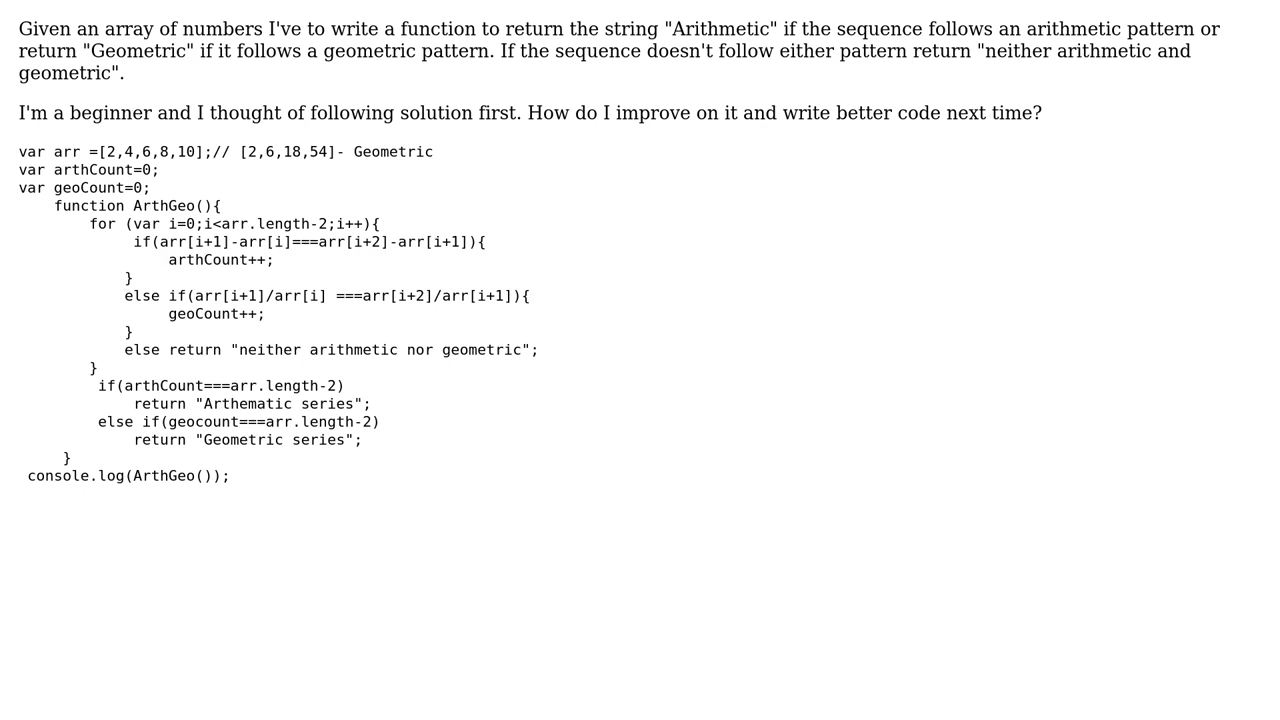 Given an array of numbers I've to write a function to return the string "Arithmetic" if the sequence follows an arithmetic pattern or
return "Geometric" if it follows a geometric pattern. If the sequence doesn't follow either pattern return "neither arithmetic and
geometric".
I'm a beginner and I thought of following solution first. How do I improve on it and write better code next time?
var arr =[2,4,6,8,10];// [2,6,18,54]- Geometric
var arthCount=0;
var geoCount=0;
    function ArthGeo(){
        for (var i=0;i<arr.length-2;i++){
             if(arr[i+1]-arr[i]===arr[i+2]-arr[i+1]){
                 arthCount++;
            }
            else if(arr[i+1]/arr[i] ===arr[i+2]/arr[i+1]){
                 geoCount++;
            }
            else return "neither arithmetic nor geometric";
        }
         if(arthCount===arr.length-2)
             return "Arthematic series";
         else if(geocount===arr.length-2)
             return "Geometric series";
     }
 console.log(ArthGeo());